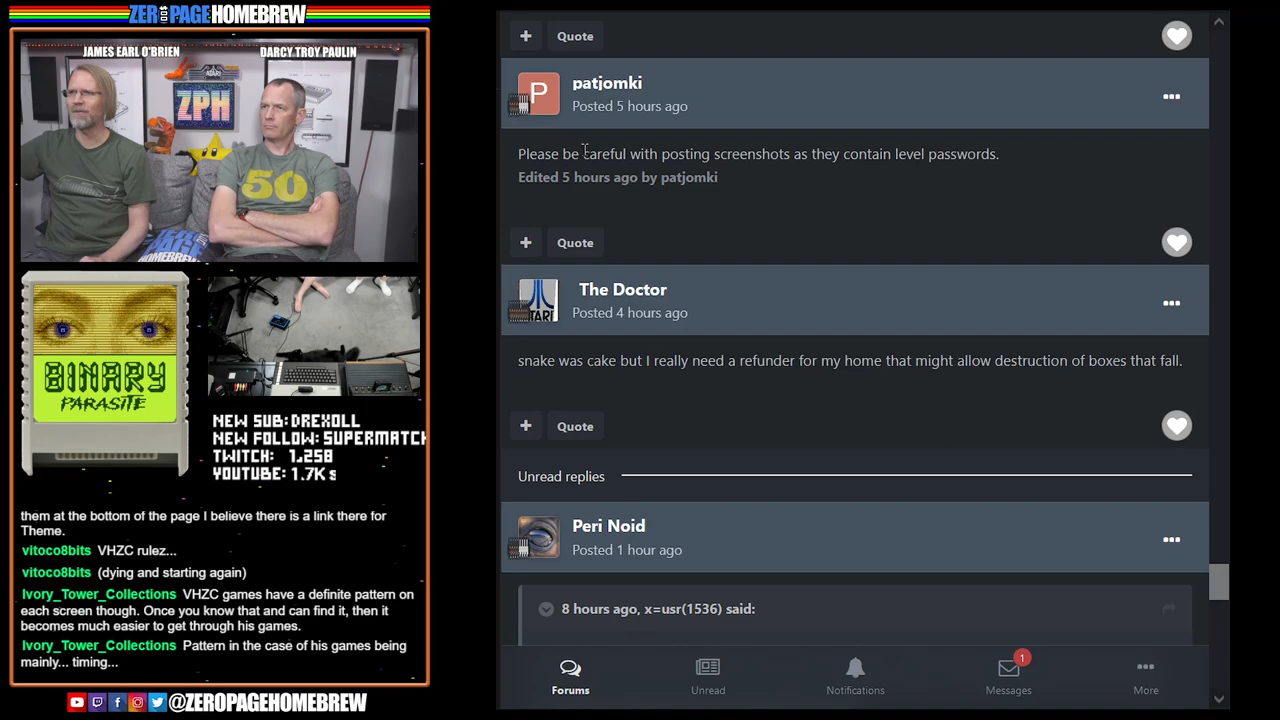 ZEROPAGEHOMEBREW
JAMES EARL O'BRIEN
DARCY TROY PAULIN
ATARI
ZPH
50
BINARY
PARASITE
NEW SUB:DREXOLL
NEW FOLLOW:SUPERMATCH
TWITCH: 1,258
YOUTUBE: 1.7K s
them at the bottom of the page I believe there is a link there for
Theme.
vitoco8bits VHZC rulez...
vitoco8bits (dying and starting again)
Ivory_Tower_Collections VHZC games have a definite pattern on
each screen though. Once you know that and can find it, then it
becomes much easier to get through his games.
Ivory_Tower_Collections Pattern in the case of his games being
mainly... timing...
@ZEROPAGEHOMEBREW
+ Quote
P
patjomki
Posted 5 hours ago
Please be careful with posting screenshots as they contain level passwords.
Edited 5 hours ago by patjomki
+ Quote
The Doctor
Posted 4 hours ago
snake was cake but I really need a refunder for my home that might allow destruction of boxes that fall.
+ Quote
Unread replies
Peri Noid
Posted 1 hour ago
8 hours ago, x=usr(1536) said:
1
Forums
Unread
Notifications
Messages
More